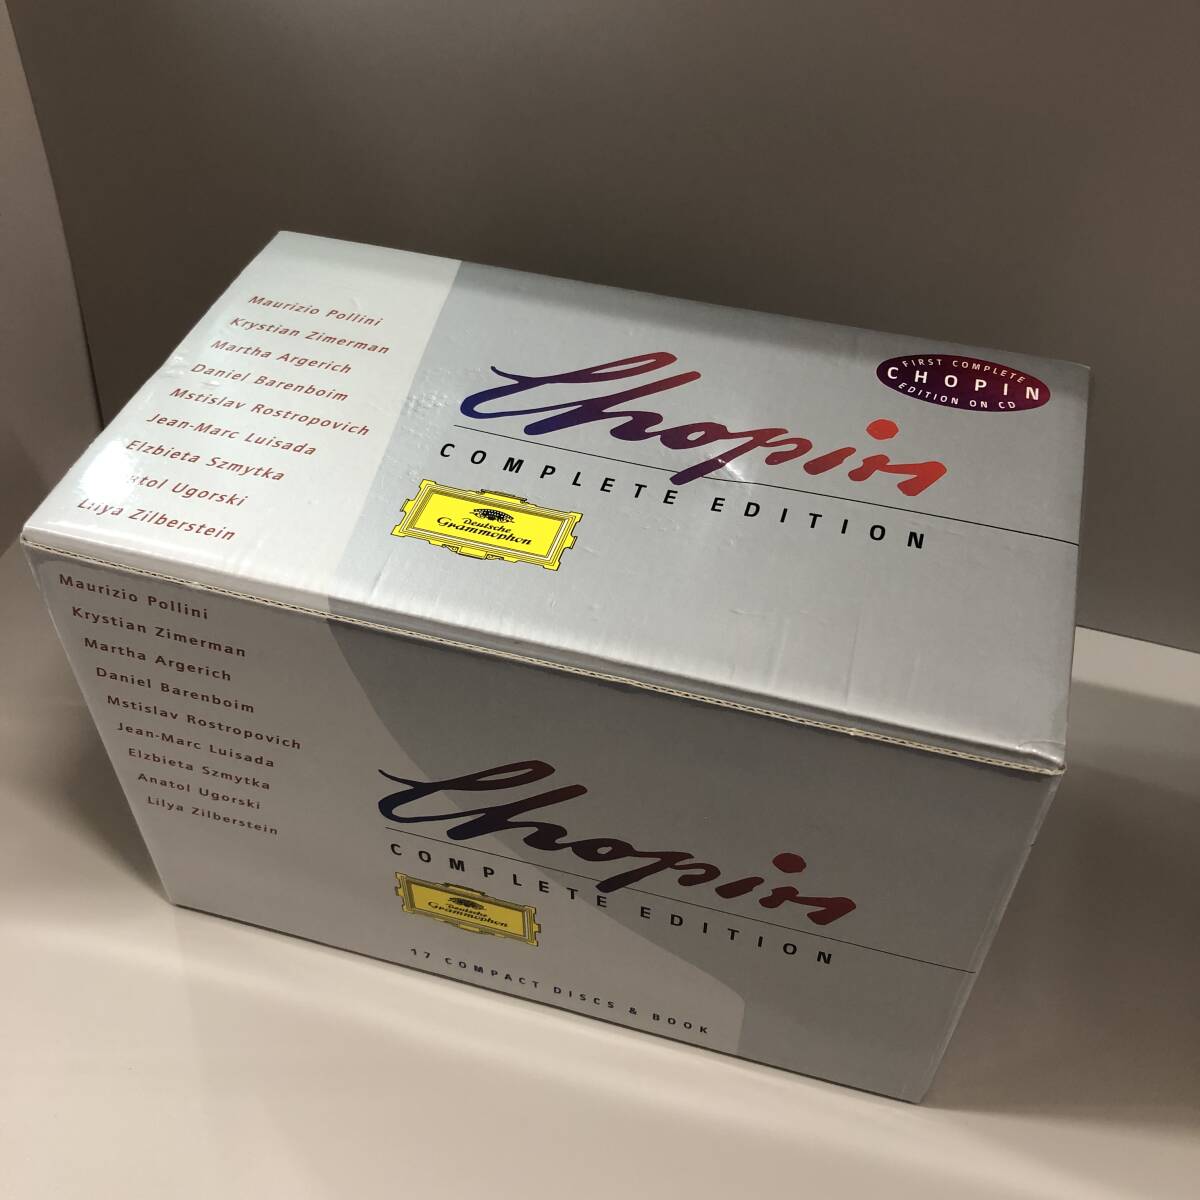 Maurizio Pollini
Krystian Zimerman
Martha Argerich
Daniel Barenboim
Mstislav Rostropovich
Jean-Marc Luisada
Elzbieta Szmytka
Anatol Ugorski
Lilya Zilberstein
Chopin
COMPLETE EDITION
Deutsche
Grammophon
FIRST COMPLETE
CHOPIN
EDITION ON CD
Maurizio Pollini
Krystian Zimerman
Martha Argerich
Daniel Barenboim
Mstislav Rostropovich
Jean-Marc Luisada
Elzbieta Szmytka
Anatol Ugorski
Lilya Zilberstein
Chopin
COMPLETE EDITION
Deutsche
Grammophon
17 COMPACT DISCS & BOOK